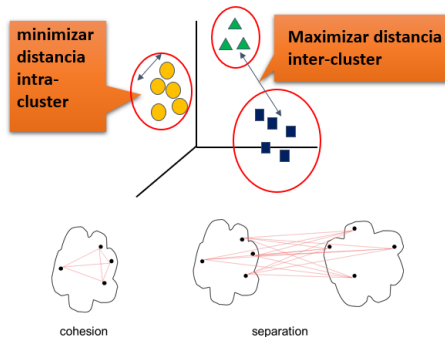 minimizar
distancia
intra-
cluster
Maximizar distancia
inter-cluster
cohesion
separation